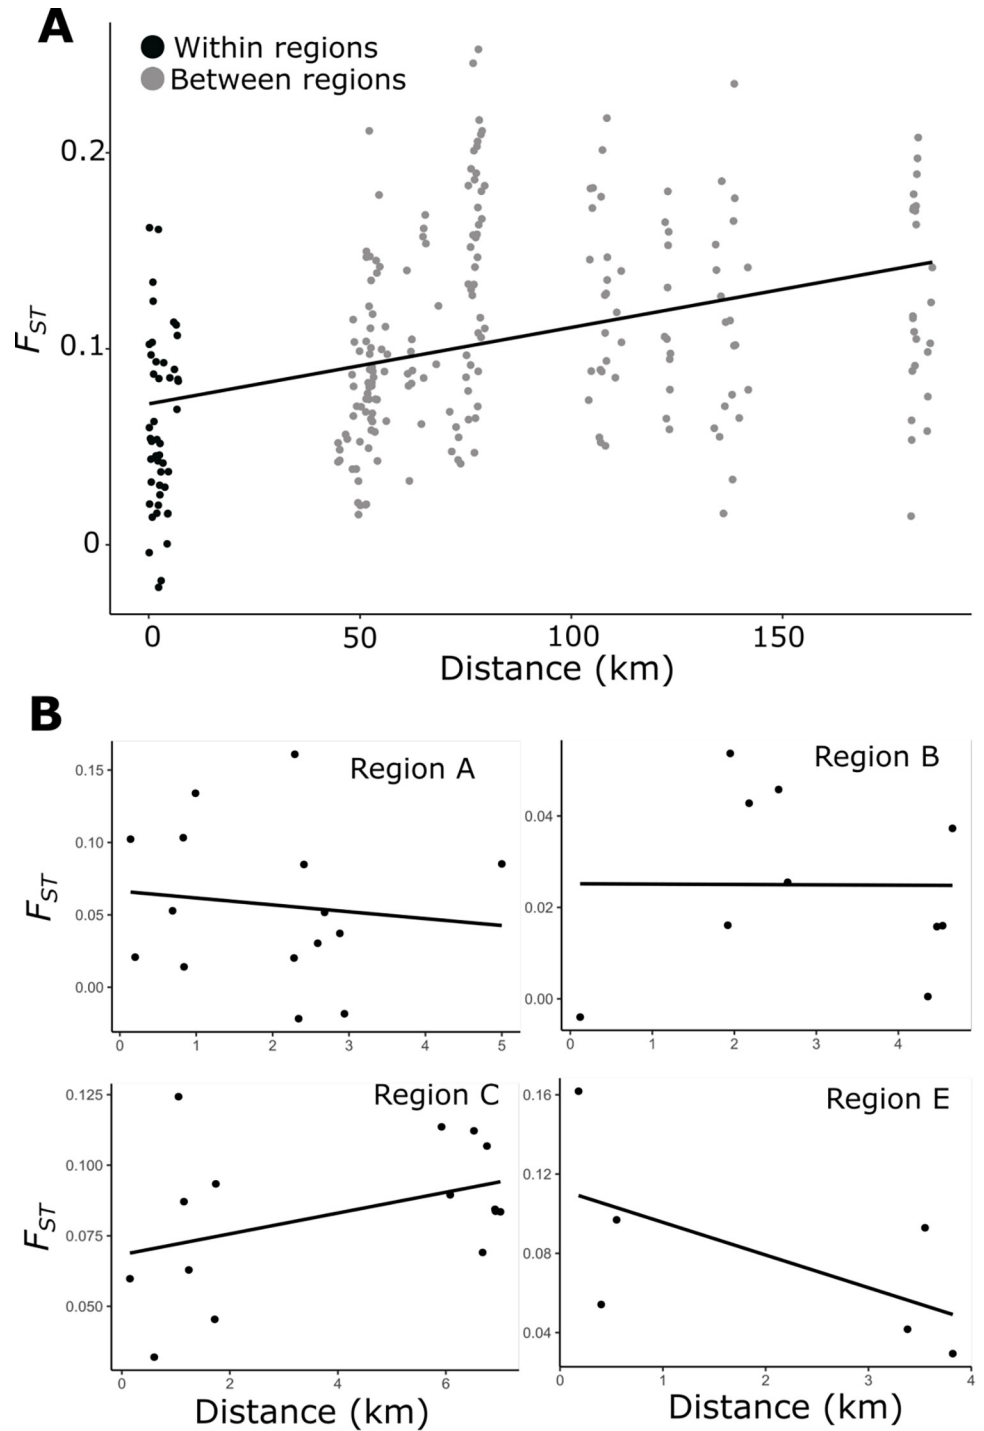 A
Within regions
Between regions
0.2
0.1
0
F_ST
0 50 100 150
Distance (km)
B
Region A
0.15
0.10
0.05
0.00
F_ST
0 1 2 3 4 5
Region B
0.04
0.02
0.00
0 1 2 3 4
Region C
0.125
0.100
0.075
0.050
F_ST
0 2 4 6
Distance (km)
Region E
0.16
0.12
0.08
0.04
0 1 2 3 4
Distance (km)